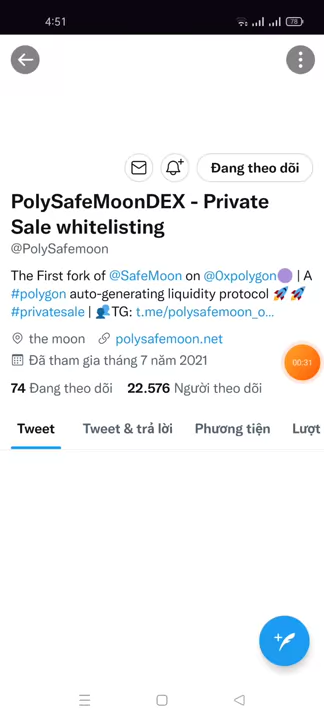 4:51
78
Đang theo dõi
PolySafeMoonDEX - Private
Sale whitelisting
@PolySafemoon
The First fork of @SafeMoon on @0xpolygon🟣 | A
#polygon auto-generating liquidity protocol 🚀🚀
#privatesale | 👤TG: t.me/polysafemoon_o...
the moon polysafemoon.net
Đã tham gia tháng 7 năm 2021
00:31
74 Đang theo dõi 22.576 Người theo dõi
Tweet Tweet & trả lời Phương tiện Lượt